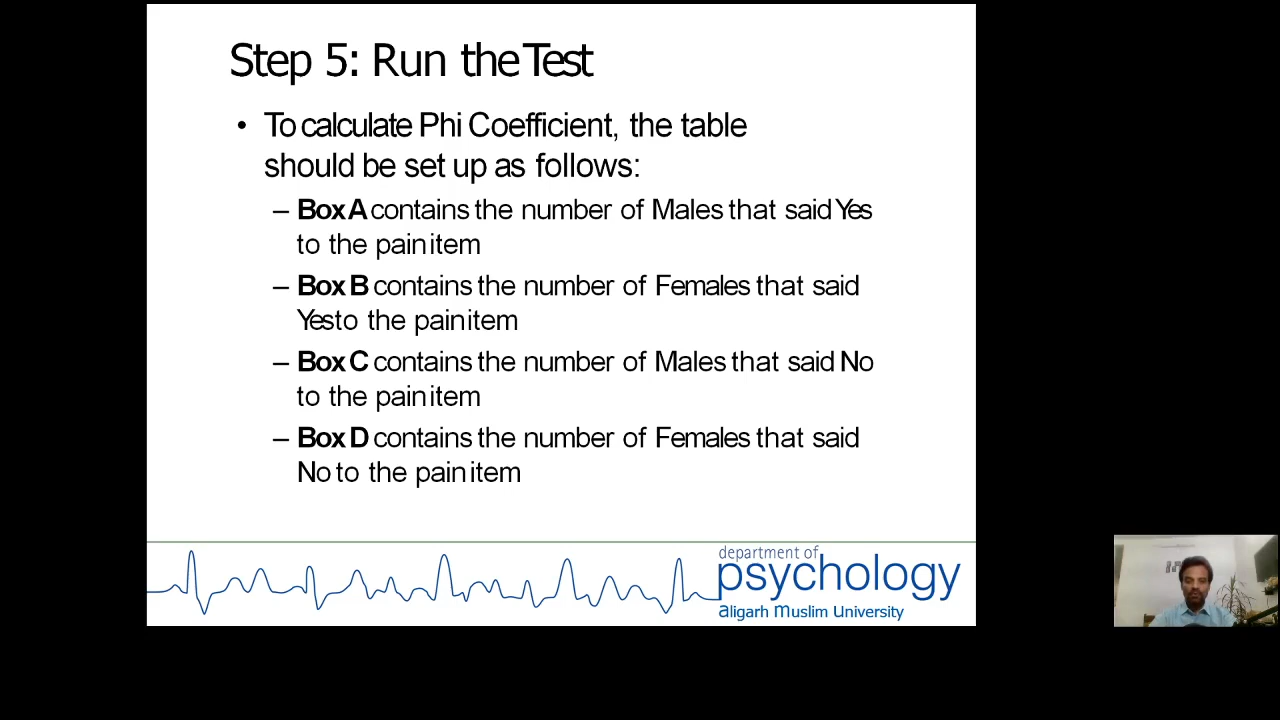 Step 5: Run the Test
• To calculate Phi Coefficient, the table
should be set up as follows:
– Box A contains the number of Males that said Yes
to the pain item
– Box B contains the number of Females that said
Yes to the pain item
– Box C contains the number of Males that said No
to the pain item
– Box D contains the number of Females that said
No to the pain item
department of
psychology
Aligarh Muslim University